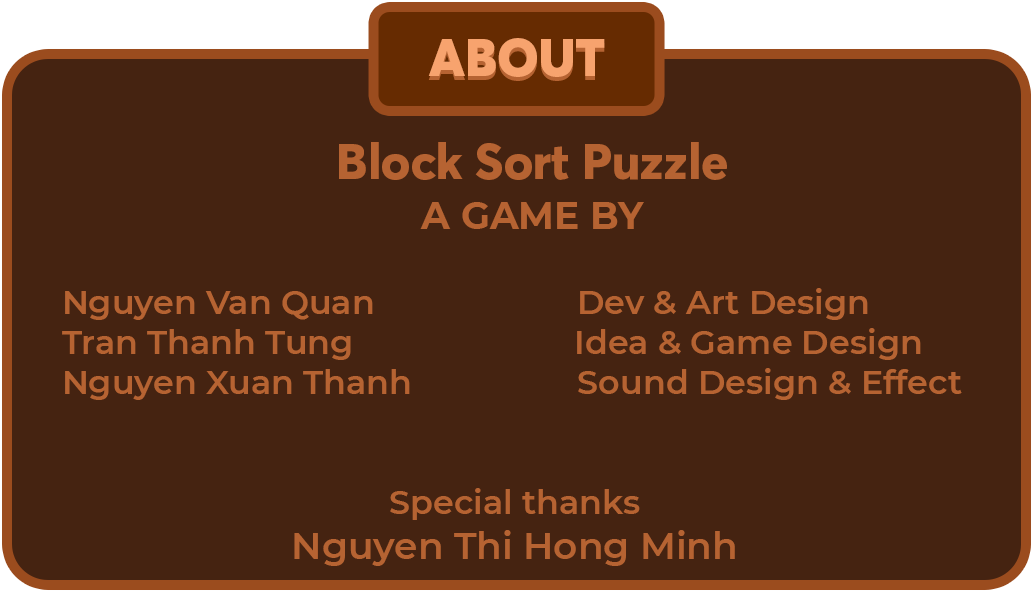 ABOUT
Block Sort Puzzle
A GAME BY
Nguyen Van Quan Dev & Art Design
Tran Thanh Tung Idea & Game Design
Nguyen Xuan Thanh Sound Design & Effect
Special thanks
Nguyen Thi Hong Minh